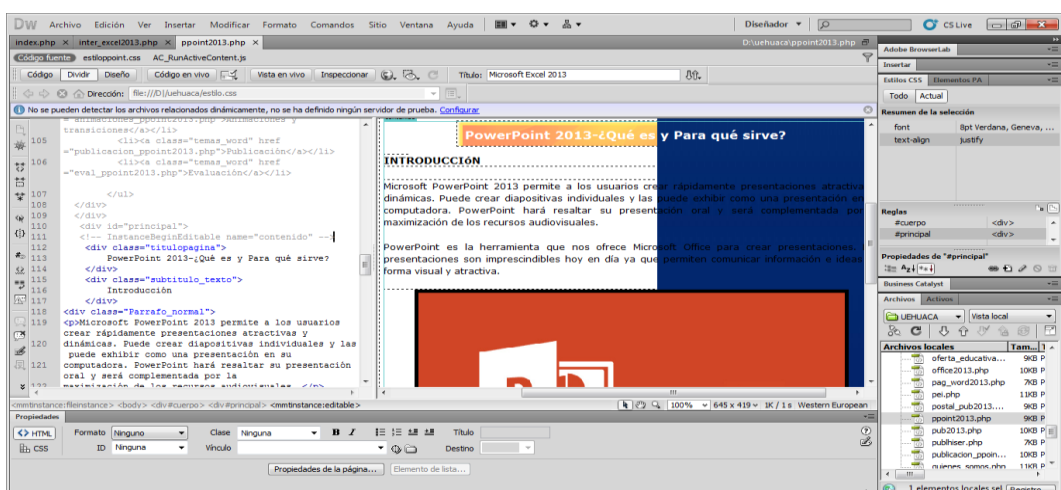 DW Archivo Edición Ver Insertar Modificar Formato Comandos Sitio Ventana Ayuda Diseñador CS Live
index.php × inter_excel2013.php × ppoint2013.php × D:\uehuaca\ppoint2013.php
Código fuente estiloppoint.css AC_RunActiveContent.js
Código Dividir Diseño Código en vivo Vista en vivo Inspeccionar Título: Microsoft Excel 2013
Dirección: file:///D|/uehuaca/estilo.css
No se pueden detectar los archivos relacionados dinámicamente, no se ha definido ningún servidor de prueba. Configurar
="animaciones_ppoint2013.php">Animaciones y
transiciones</a></li>
105 <li><a class="temas_word" href
="publicacion_ppoint2013.php">Publicación</a></li>
106 <li><a class="temas_word" href
="eval_ppoint2013.php">Evaluación</a></li>
107 </ul>
108 </div>
109 </div>
110 <div id="principal">
111 <!-- InstanceBeginEditable name="contenido" -->
112 <div class="titulopagina">
113 PowerPoint 2013-¿Qué es y Para qué sirve?
114 </div>
115 <div class="subtitulo_texto">
116 Introducción
117 </div>
118 <div class="Parrafo_normal">
119 <p>Microsoft PowerPoint 2013 permite a los usuarios
crear rápidamente presentaciones atractivas y
120 dinámicas. Puede crear diapositivas individuales y las
puede exhibir como una presentación en su
121 computadora. PowerPoint hará resaltar su presentación
oral y será complementada por la
122 maximización de los recursos audiovisuales. </p>
PowerPoint 2013-¿Qué es y Para qué sirve?
INTRODUCCIóN
Microsoft PowerPoint 2013 permite a los usuarios crear rápidamente presentaciones atractiva
dinámicas. Puede crear diapositivas individuales y las puede exhibir como una presentación en
computadora. PowerPoint hará resaltar su presentación oral y será complementada por
maximización de los recursos audiovisuales.
PowerPoint es la herramienta que nos ofrece Microsoft Office para crear presentaciones.
presentaciones son imprescindibles hoy en día ya que permiten comunicar información e ideas
forma visual y atractiva.
<mmtinstance:fileinstance> <body> <div#cuerpo> <div#principal> <mmtinstance:editable> 100% 645 x 419 1K / 1 s Western European
Propiedades
<> HTML Formato Ninguno Clase Ninguna B I Título
CSS ID Ninguna Vínculo Destino
Propiedades de la página... Elemento de lista...
Adobe BrowserLab
Insertar
Estilos CSS Elementos PA
Todo Actual
Resumen de la selección
font 8pt Verdana, Geneva, ...
text-align justify
Reglas
#cuerpo <div>
#principal <div>
Propiedades de "#principal"
Business Catalyst
Archivos Activos
UEHUACA Vista local
Archivos locales Tam... T
oferta_educativa... 9KB P
office2013.php 10KB P
pag_word2013.php 7KB P
pei.php 11KB P
postal_pub2013.... 9KB P
ppoint2013.php 9KB P
pub2013.php 10KB P
publhiser.php 7KB P
publicacion_ppoin... 10KB P
quienes_somos.php 11KB P
1 elementos locales sel Registro...